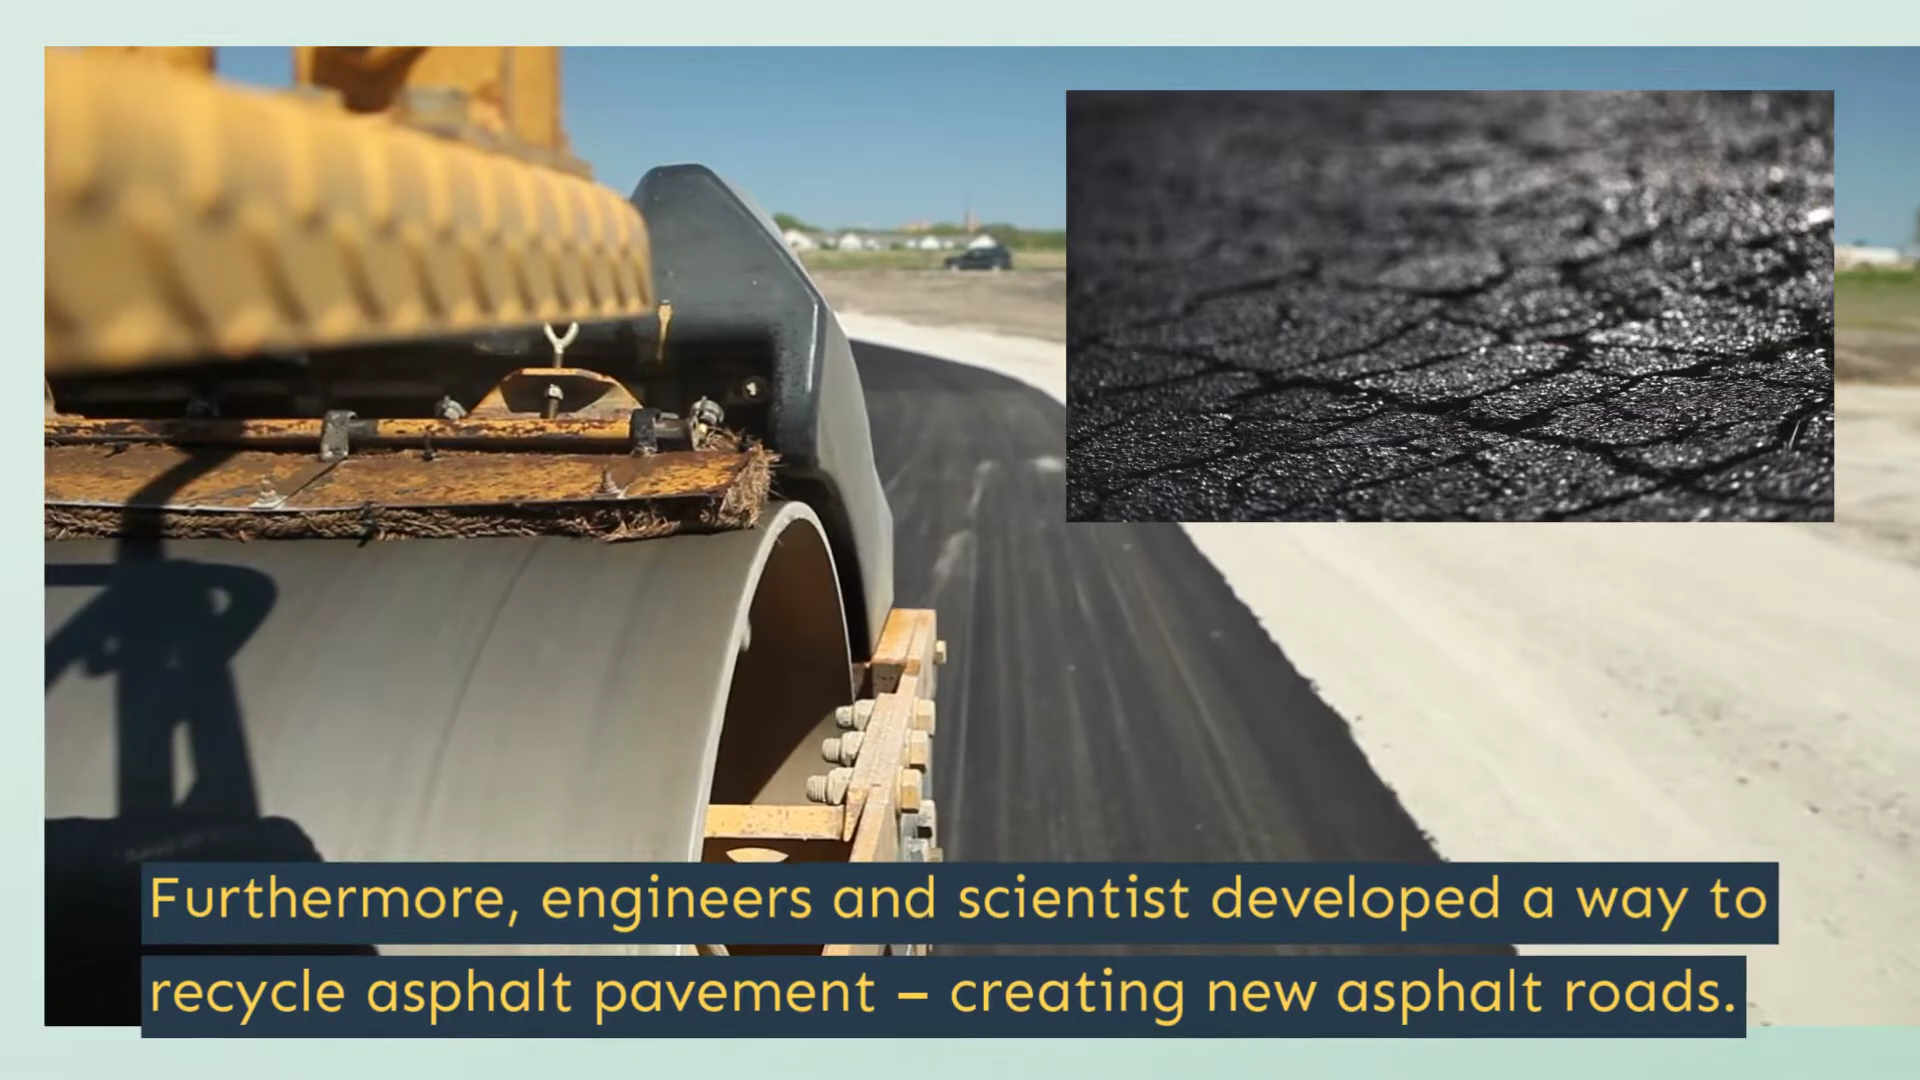 Furthermore, engineers and scientist developed a way to
recycle asphalt pavement – creating new asphalt roads.